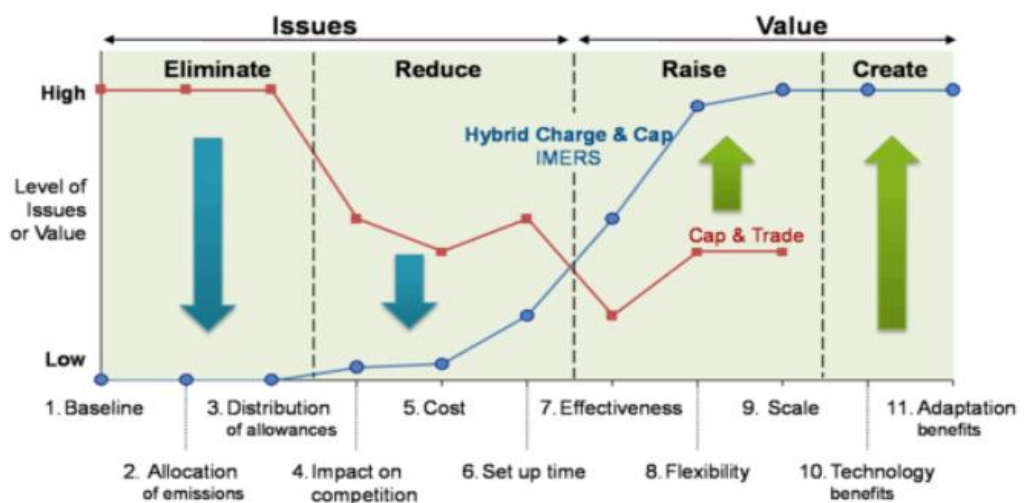 Issues
Value
Eliminate
Reduce
Raise
Create
High
Hybrid Charge & Cap
IMERS
Level of
Issues
or Value
Cap & Trade
Low
1. Baseline
3. Distribution
of allowances
5. Cost
7. Effectiveness
9. Scale
11. Adaptation
benefits
2. Allocation
of emissions
4. Impact on
competition
6. Set up time
8. Flexibility
10. Technology
benefits